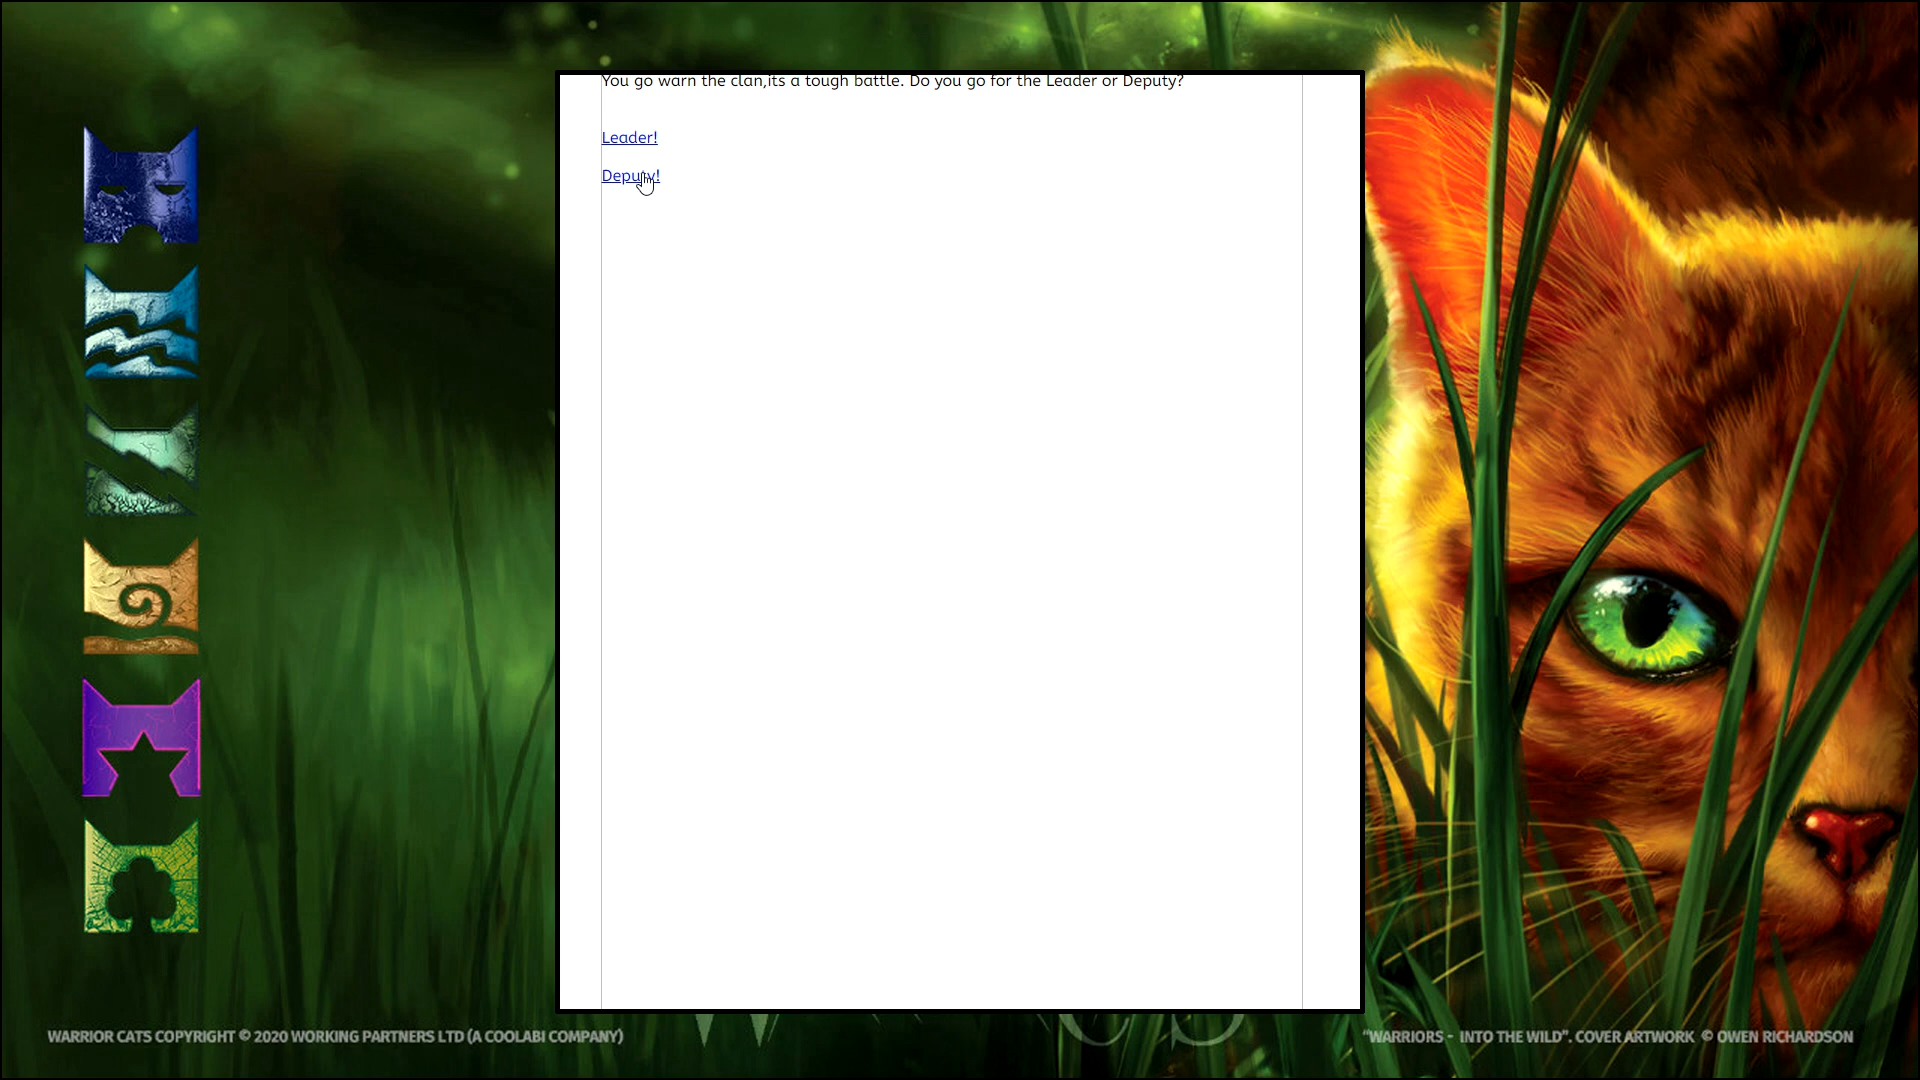 You go warn the clan,its a tough battle. Do you go for the Leader or Deputy?
Leader!
Deputy!
WARRIOR CATS COPYRIGHT © 2020 WORKING PARTNERS LTD (A COOLABI COMPANY)
“WARRIORS - INTO THE WILD”. COVER ARTWORK © OWEN RICHARDSON